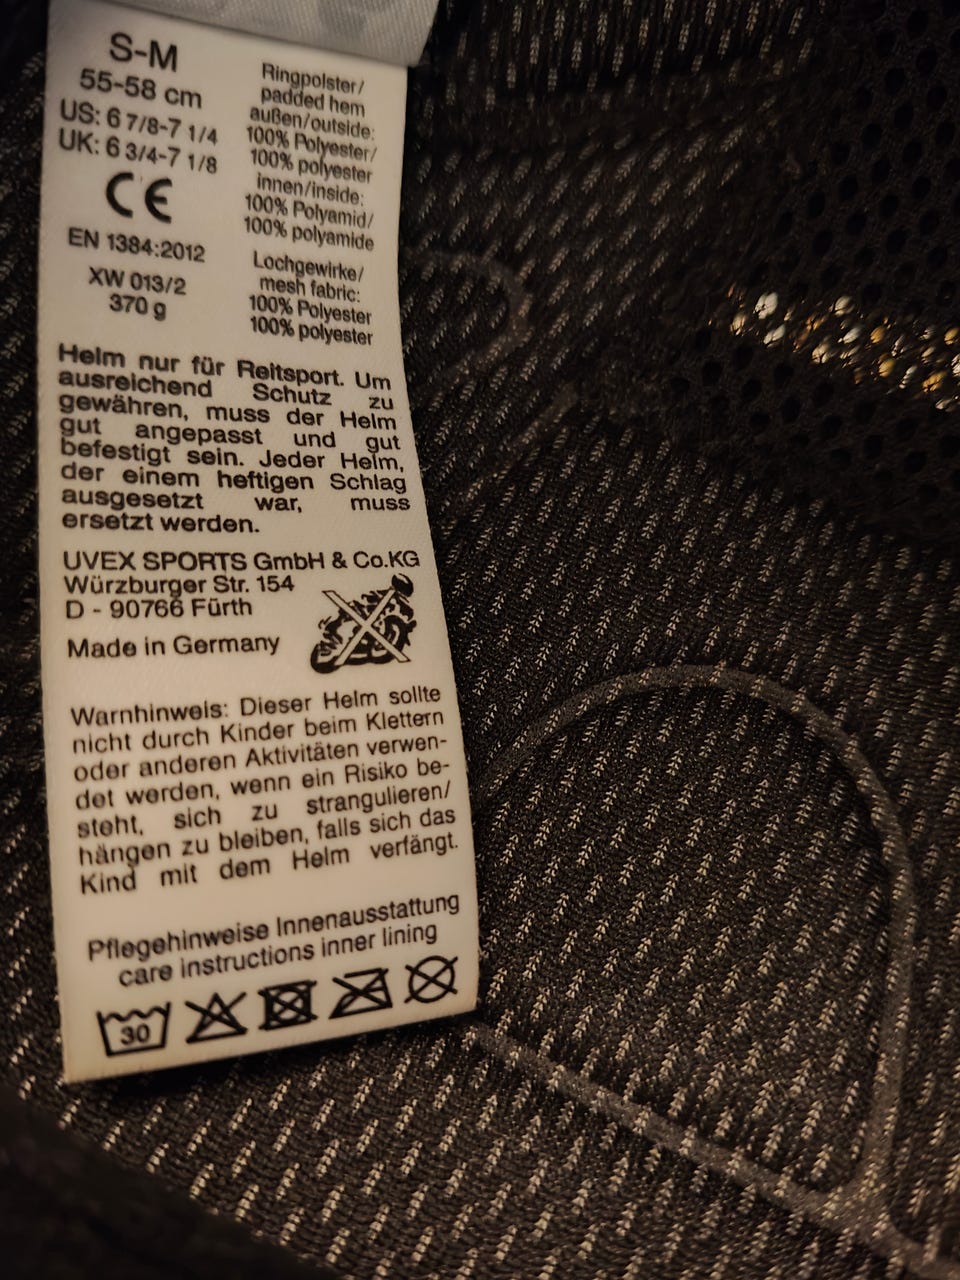 S-M
55-58 cm
US: 6 7/8-7 1/4
UK: 6 3/4-7 1/8
CE
EN 1384:2012
XW 013/2
370 g
Ringpolster/
padded hem
außen/outside:
100% Polyester/
100% polyester
innen/inside:
100% Polyamid/
100% polyamide
Lochgewirke/
mesh fabric:
100% Polyester
100% polyester
Helm nur für Reitsport. Um
ausreichend Schutz zu
gewähren, muss der Helm
gut angepasst und gut
befestigt sein. Jeder Helm,
der einem heftigen Schlag
ausgesetzt war, muss
ersetzt werden.
UVEX SPORTS GmbH & Co.KG
Würzburger Str. 154
D - 90766 Fürth
Made in Germany
Warnhinweis: Dieser Helm sollte
nicht durch Kinder beim Klettern
oder anderen Aktivitäten verwen-
det werden, wenn ein Risiko be-
steht, sich zu strangulieren/
hängen zu bleiben, falls sich das
Kind mit dem Helm verfängt.
Pflegehinweise Innenausstattung
care instructions inner lining
30